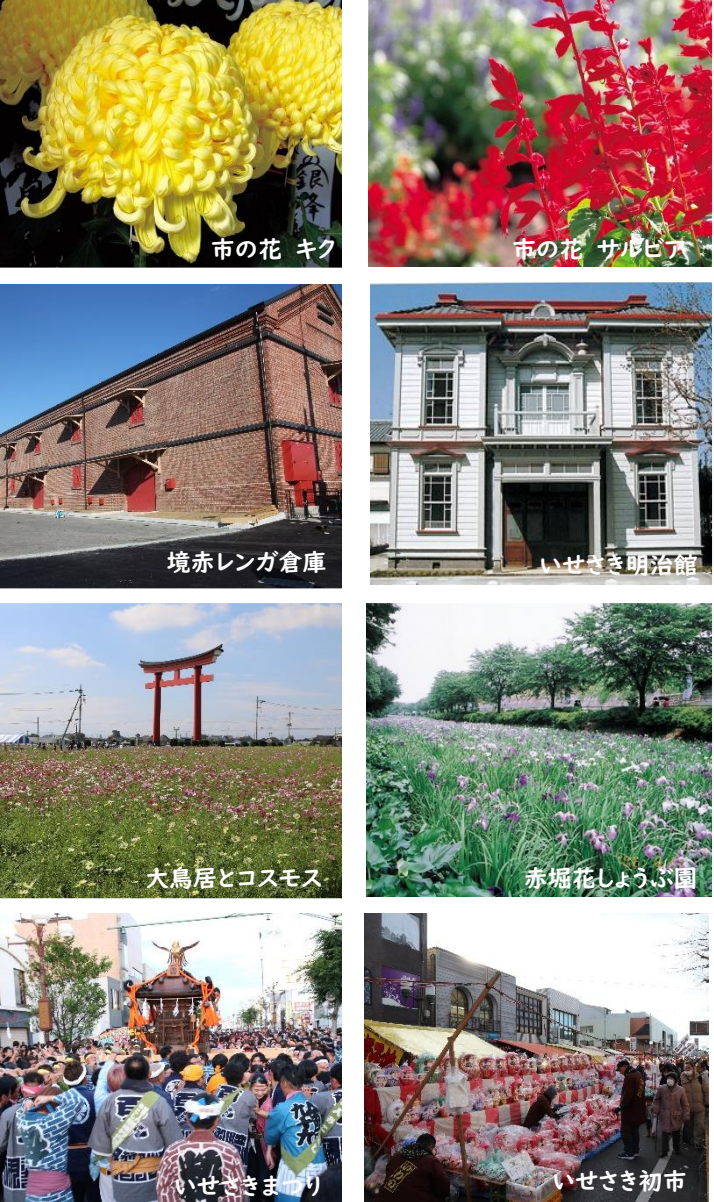 銀
降
市の花 キク
市の花 サルビア
境赤レンガ倉庫
いせさき明治館
大鳥居とコスモス
赤堀花しょうぶ園
いせさきまつり
いせさき初市